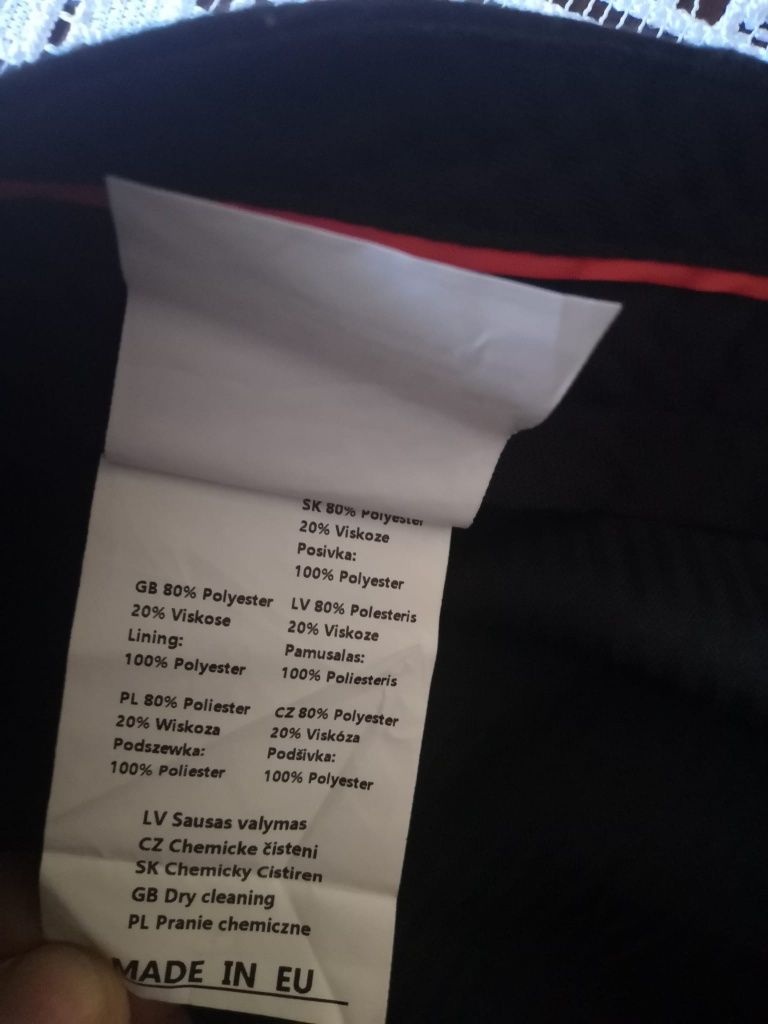 SK 80% Polyester
20% Viskoze
Posivka:
100% Polyester
GB 80% Polyester
20% Viskose
Lining:
100% Polyester
LV 80% Polesteris
20% Viskoze
Pamusalas:
100% Poliesteris
PL 80% Poliester
20% Wiskoza
Podszewka:
100% Poliester
CZ 80% Polyester
20% Viskóza
Podšivka:
100% Polyester
LV Sausas valymas
CZ Chemicke čisteni
SK Chemicky Cistiren
GB Dry cleaning
PL Pranie chemiczne
MADE IN EU